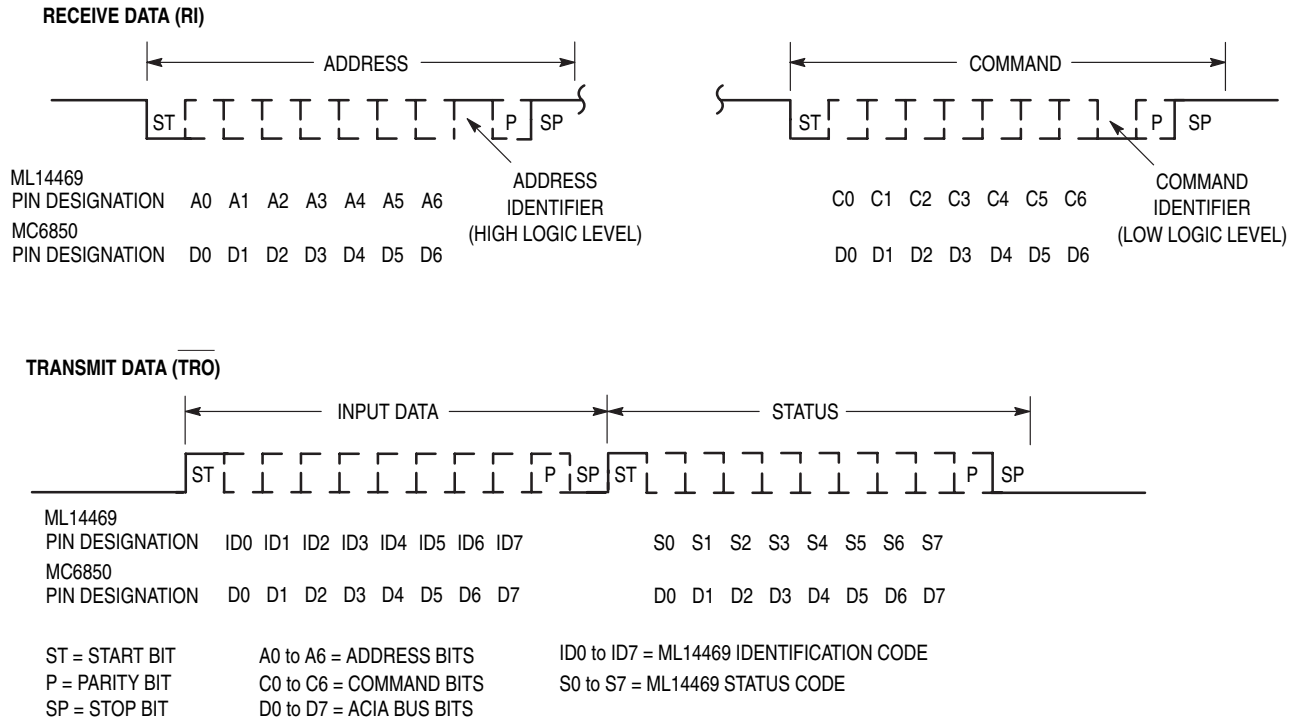 RECEIVE DATA (RI)
ADDRESS COMMAND
ST P SP ST P SP
ML14469
PIN DESIGNATION A0 A1 A2 A3 A4 A5 A6 C0 C1 C2 C3 C4 C5 C6
MC6850
PIN DESIGNATION D0 D1 D2 D3 D4 D5 D6 D0 D1 D2 D3 D4 D5 D6
ADDRESS
IDENTIFIER
(HIGH LOGIC LEVEL)
COMMAND
IDENTIFIER
(LOW LOGIC LEVEL)
TRANSMIT DATA (TRO)
INPUT DATA STATUS
ST P SP ST P SP
ML14469
PIN DESIGNATION ID0 ID1 ID2 ID3 ID4 ID5 ID6 ID7 S0 S1 S2 S3 S4 S5 S6 S7
MC6850
PIN DESIGNATION D0 D1 D2 D3 D4 D5 D6 D7 D0 D1 D2 D3 D4 D5 D6 D7
ST = START BIT A0 to A6 = ADDRESS BITS ID0 to ID7 = ML14469 IDENTIFICATION CODE
P = PARITY BIT C0 to C6 = COMMAND BITS S0 to S7 = ML14469 STATUS CODE
SP = STOP BIT D0 to D7 = ACIA BUS BITS